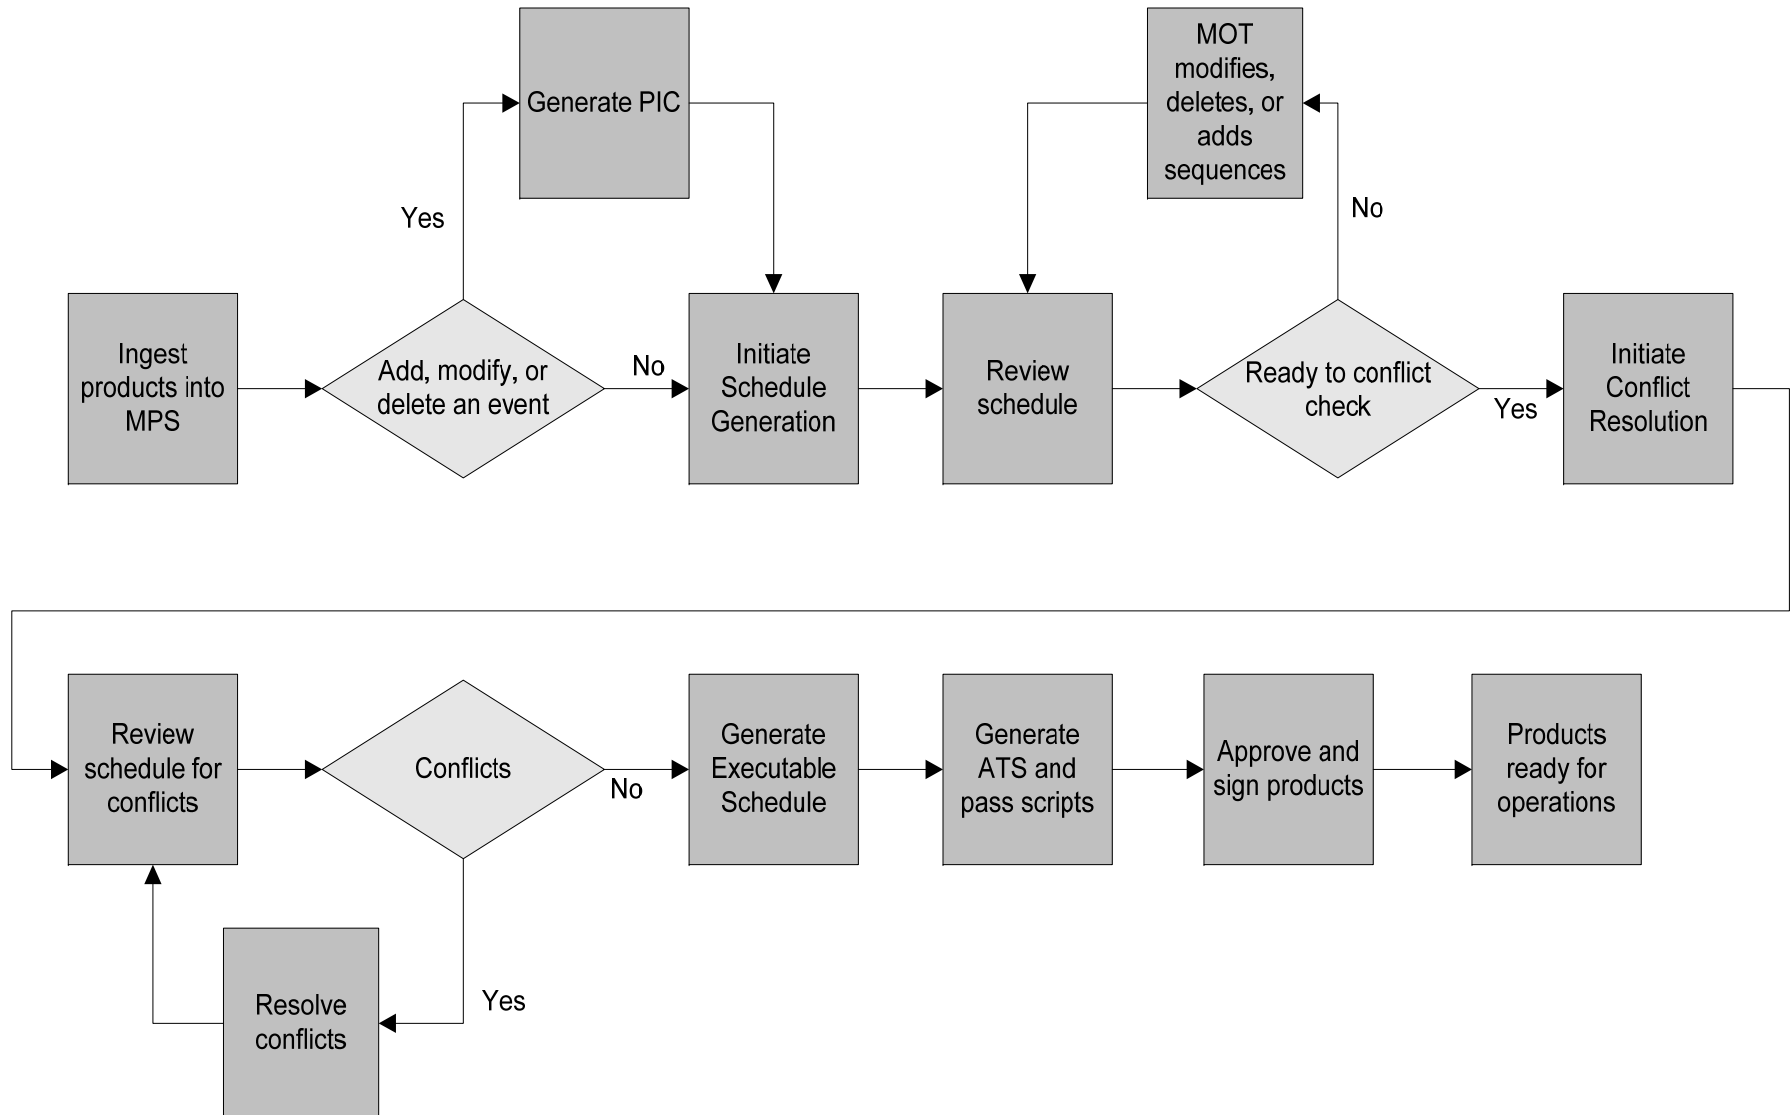 Generate PIC
MOT
modifies,
deletes, or
adds
sequences
Yes
No
Ingest
products into
MPS
Add, modify, or
delete an event
No
Initiate
Schedule
Generation
Review
schedule
Ready to conflict
check
Yes
Initiate
Conflict
Resolution
Review
schedule for
conflicts
Conflicts
No
Generate
Executable
Schedule
Generate
ATS and
pass scripts
Approve and
sign products
Products
ready for
operations
Yes
Resolve
conflicts